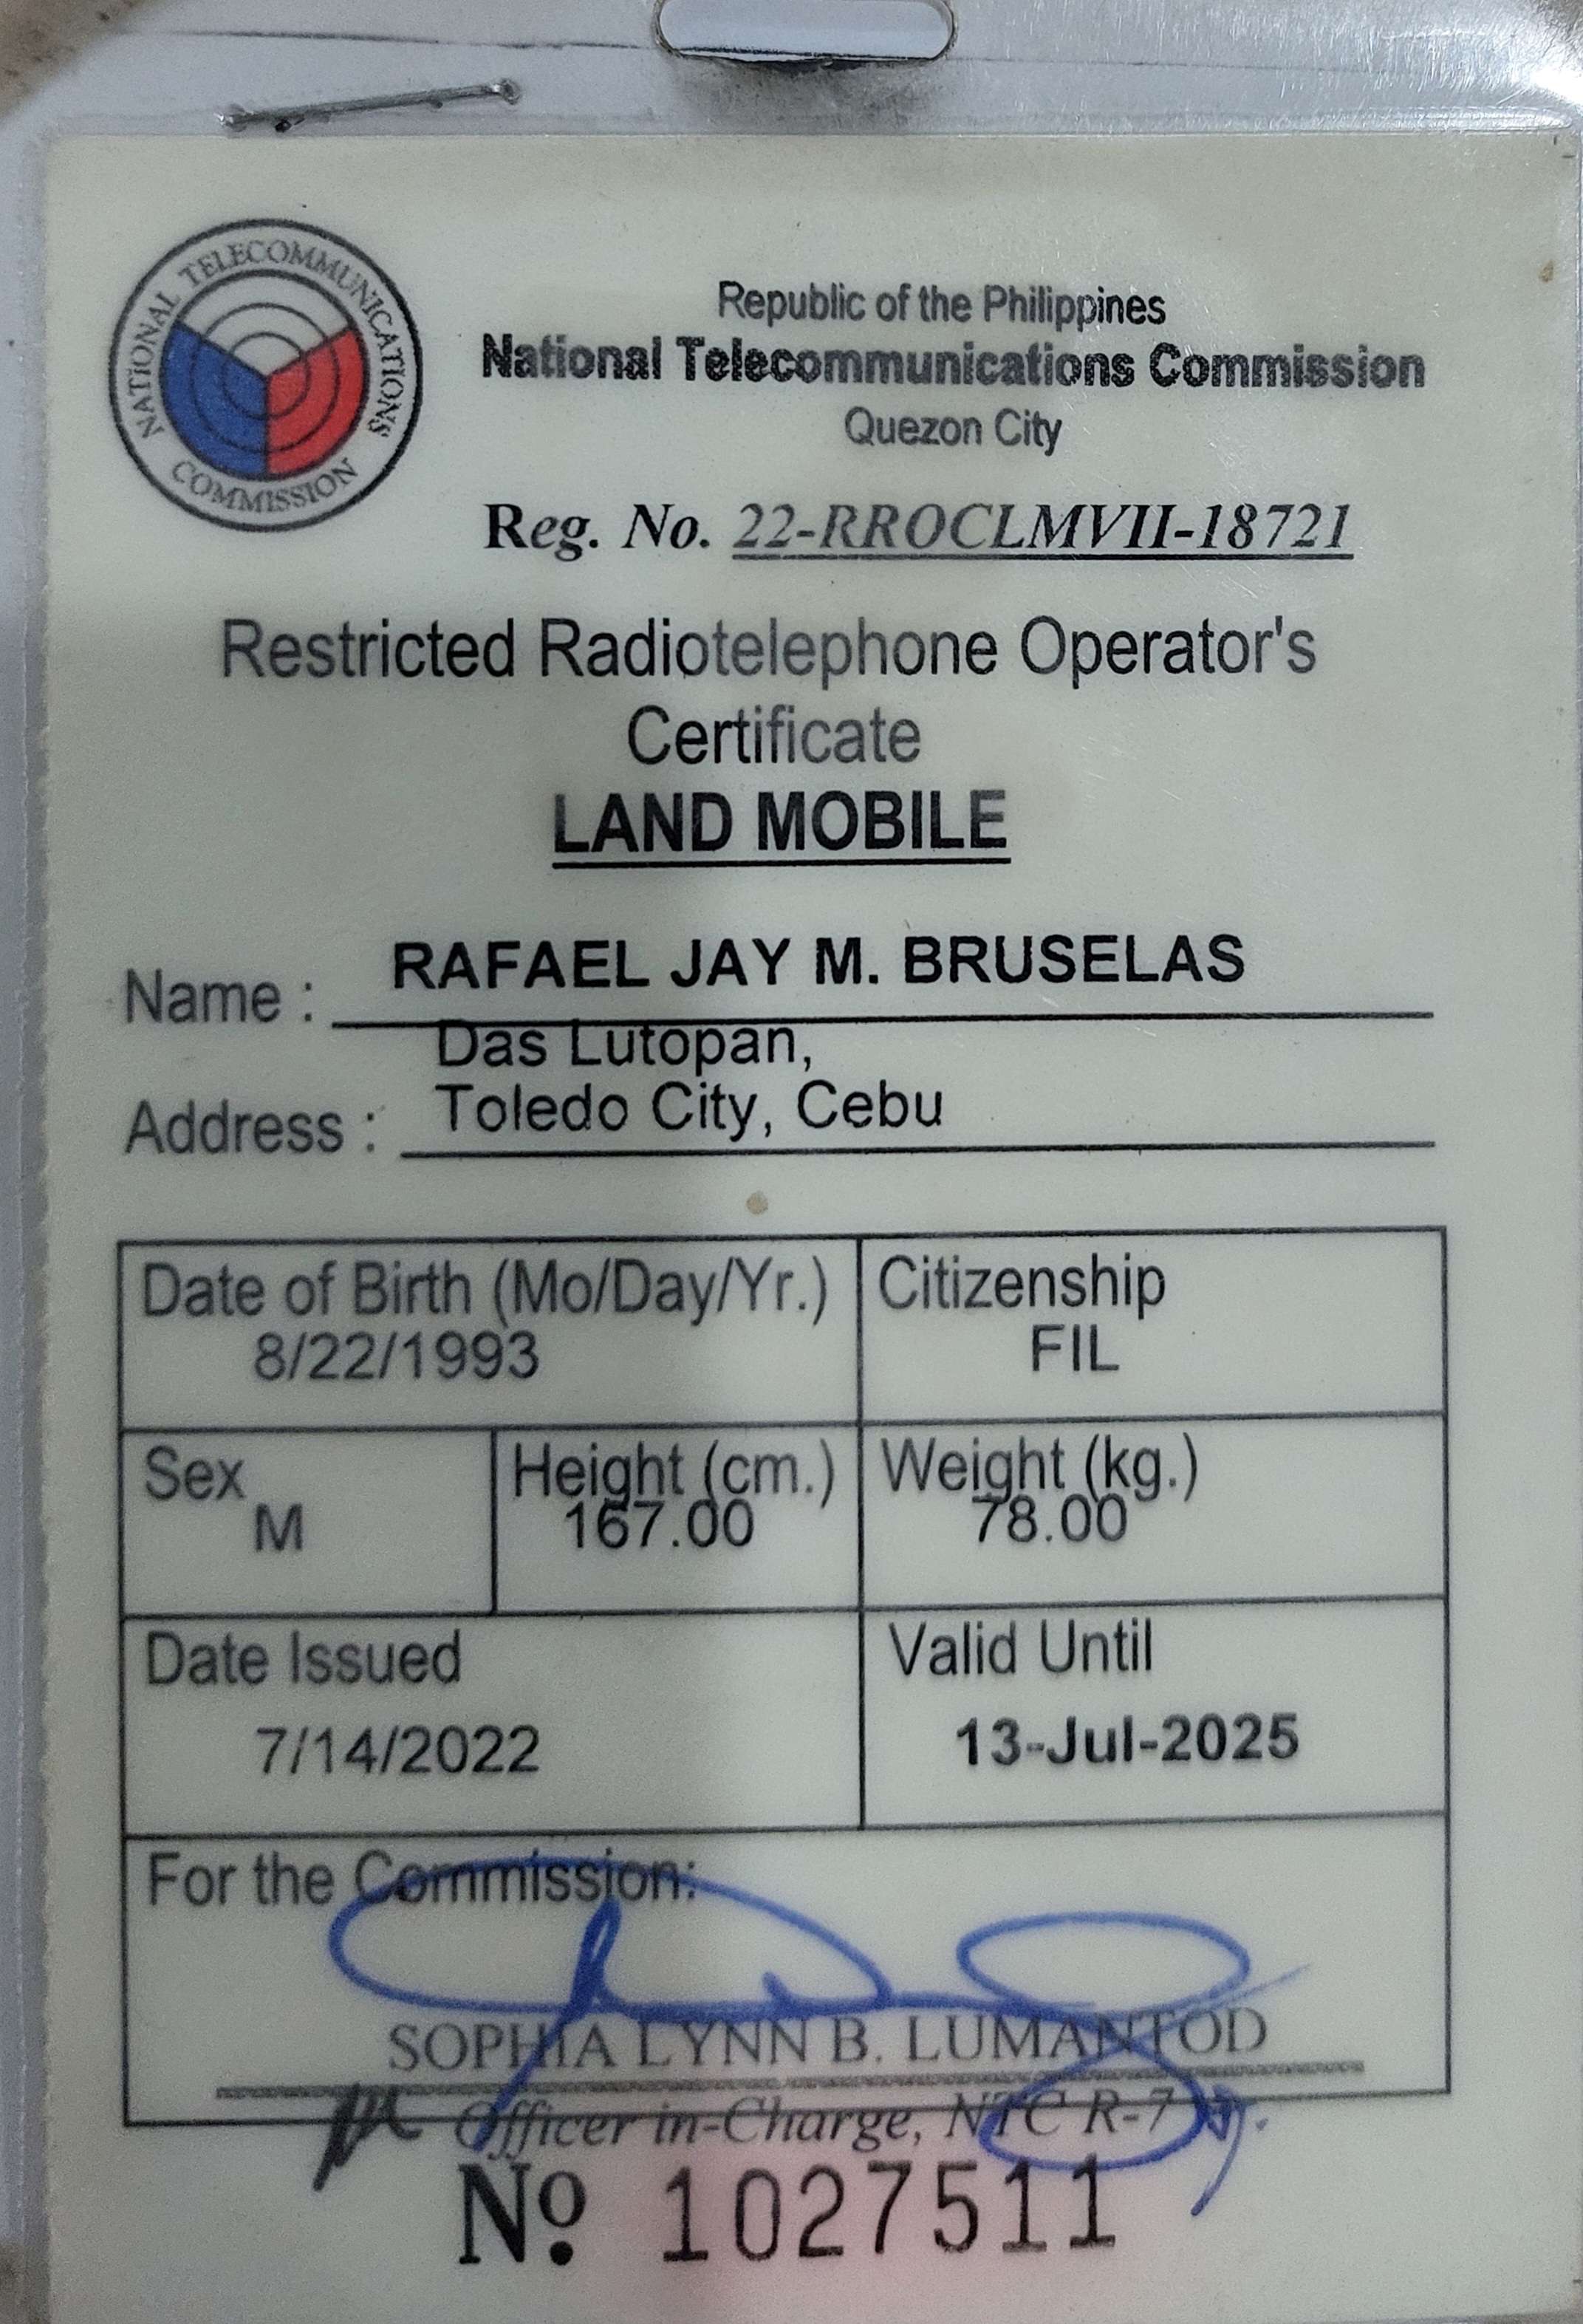 NATIONAL TELECOMMUNICATIONS COMMISSION
Republic of the Philippines
National Telecommunications Commission
Quezon City
Reg. No. 22-RROCLMVII-18721
Restricted Radiotelephone Operator's
Certificate
LAND MOBILE
Name : RAFAEL JAY M. BRUSELAS
Das Lutopan,
Address : Toledo City, Cebu
Date of Birth (Mo/Day/Yr.) Citizenship
8/22/1993 FIL
Sex Height (cm.) Weight (kg.)
M 167.00 78.00
Date Issued Valid Until
7/14/2022 13-Jul-2025
For the Commission:
SOPHIA LYNN B. LUMANTOD
Officer in-Charge, NTC R-7
Nº 1027511